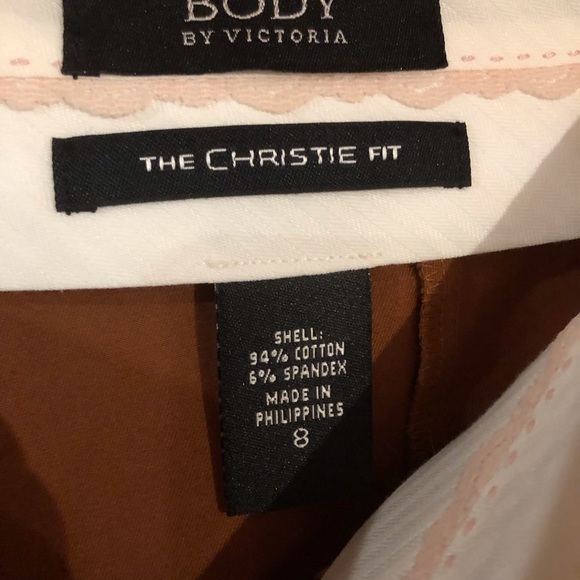 BODY
BY VICTORIA
THE CHRISTIE FIT
SHELL:
94% COTTON
6% SPANDEX
MADE IN
PHILIPPINES
8